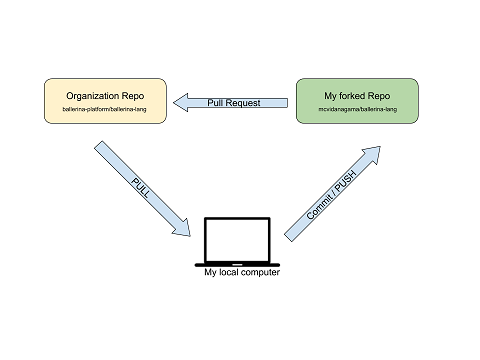 Organization Repo
ballerina-platform/ballerina-lang
Pull Request
My forked Repo
mcvidanagama/ballerina-lang
PULL
Commit / PUSH
My local computer